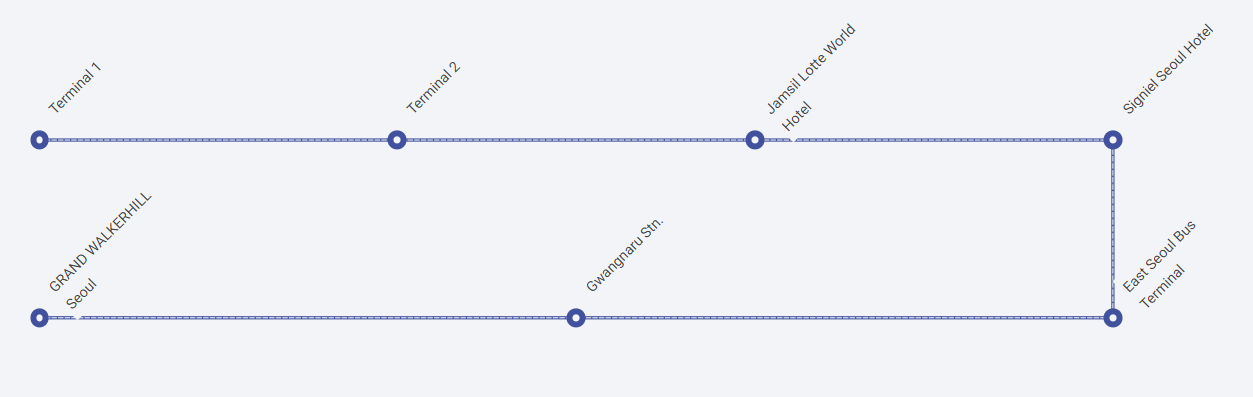 Terminal 1
Terminal 2
Jamsil Lotte World
Hotel
Signiel Seoul Hotel
GRAND WALKERHILL
Seoul
Gwangnaru Stn.
East Seoul Bus
Terminal